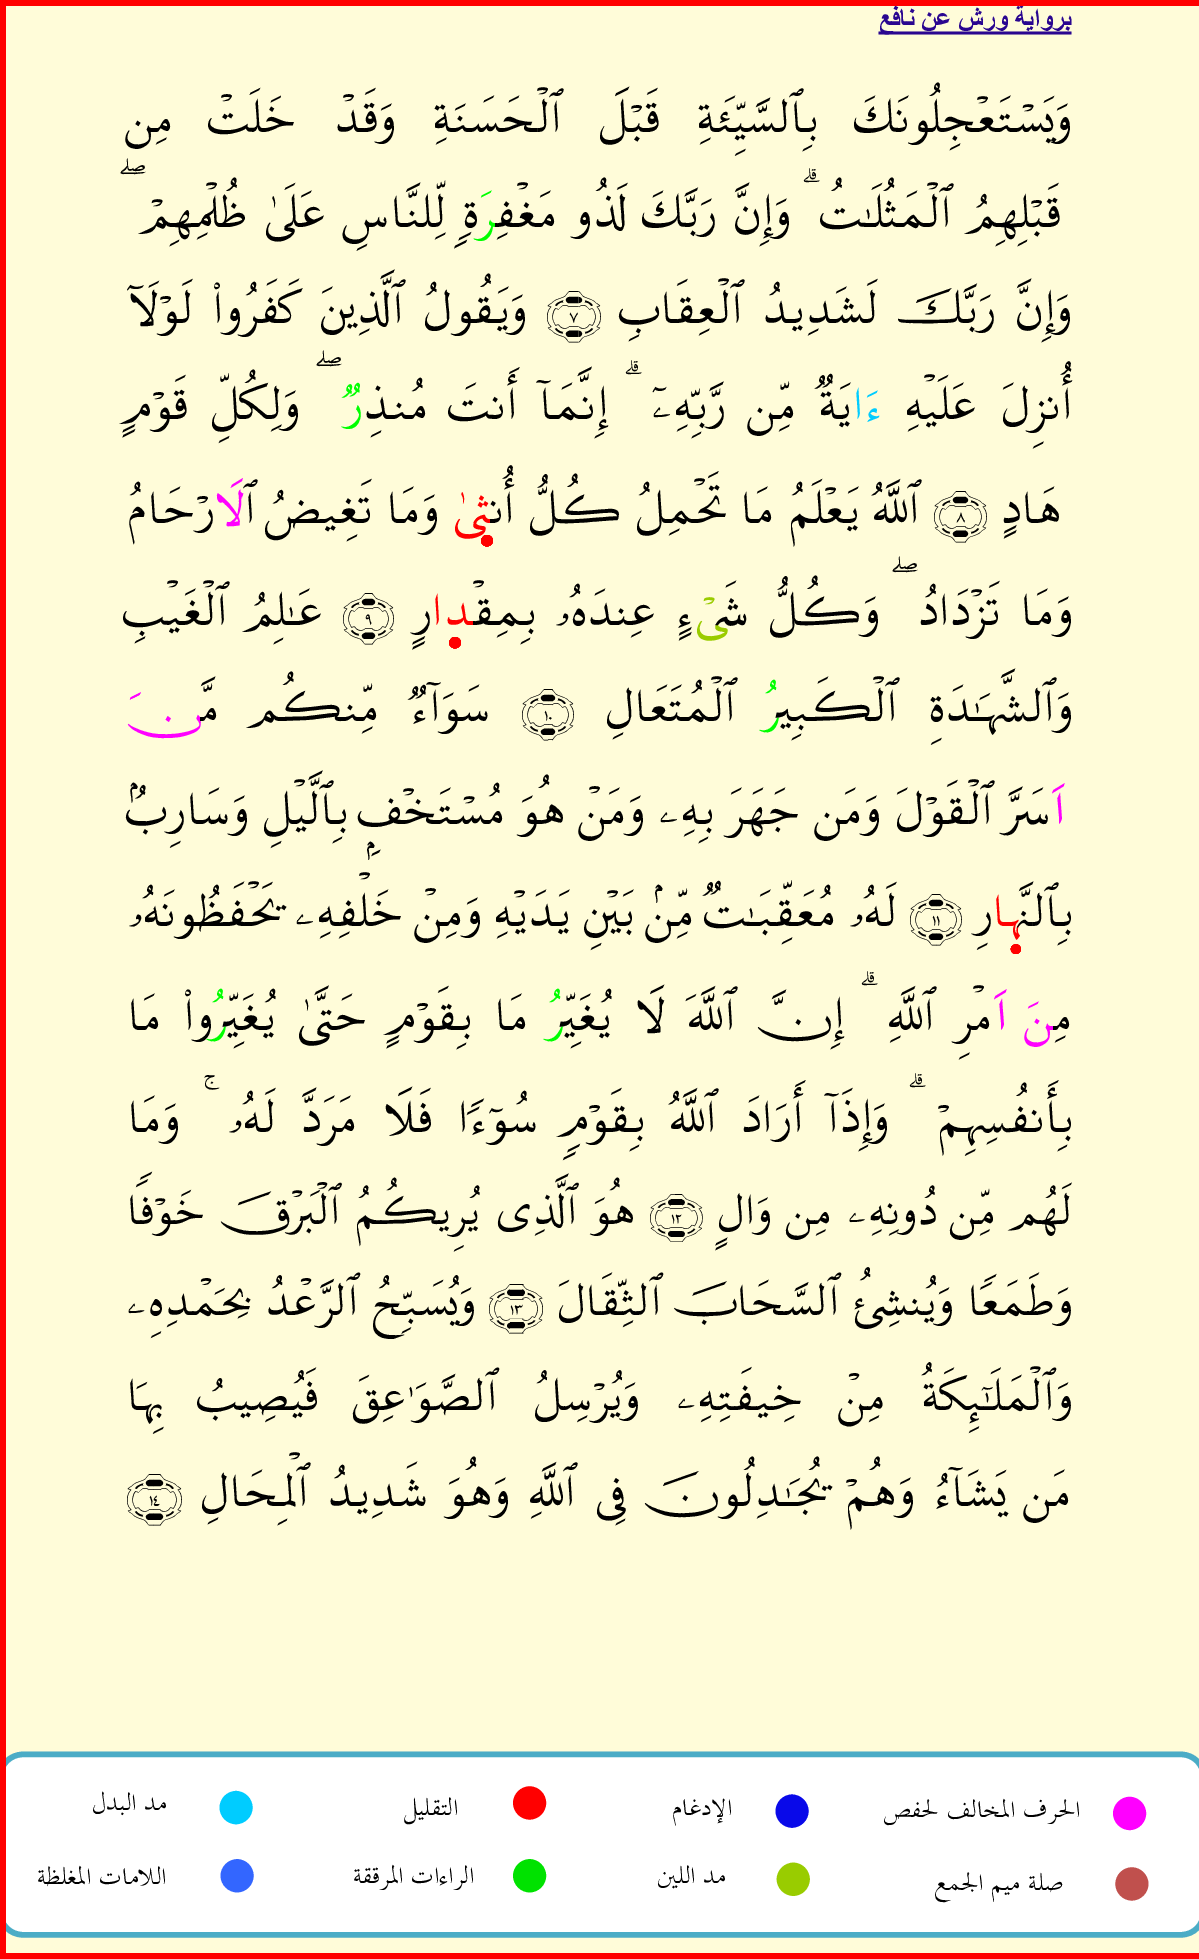 برواية ورش عن نافع
وَيَسْتَعْجِلُونَكَ بِٱلسَّيِّئَةِ قَبْلَ ٱلْحَسَنَةِ وَقَدْ خَلَتْ مِن
قَبْلِهِمُ ٱلْمَثُلَٰتُ ۗ وَإِنَّ رَبَّكَ لَذُو مَغْفِرَةٍ لِّلنَّاسِ عَلَىٰ ظُلْمِهِمْ ۖ
وَإِنَّ رَبَّكَ لَشَدِيدُ ٱلْعِقَابِ ٧ وَيَقُولُ ٱلَّذِينَ كَفَرُوا۟ لَوْلَآ
أُنزِلَ عَلَيْهِ ءَايَةٌ مِّن رَّبِّهِۦٓ ۗ إِنَّمَآ أَنتَ مُنذِرٌ ۖ وَلِكُلِّ قَوْمٍ
هَادٍ ٨ ٱللَّهُ يَعْلَمُ مَا تَحْمِلُ كُلُّ أُنثىٰ وَمَا تَغِيضُ ٱلَارْحَامُ
وَمَا تَزْدَادُ ۖ وَكُلُّ شَىْءٍ عِندَهُۥ بِمِقْدارٍ ٩ عَٰلِمُ ٱلْغَيْبِ
وَٱلشَّهَٰدَةِ ٱلْكَبِيرُ ٱلْمُتَعَالِ ١٠ سَوَآءٌ مِّنكُم مَّنَ
اَسَرَّ ٱلْقَوْلَ وَمَن جَهَرَ بِهِۦ وَمَنْ هُوَ مُسْتَخْفٍۭ بِٱلَّيْلِ وَسَارِبٌۢ
بِٱلنَّهارِ ١١ لَهُۥ مُعَقِّبَٰتٌ مِّنۢ بَيْنِ يَدَيْهِ وَمِنْ خَلْفِهِۦ يَحْفَظُونَهُۥ
مِنَ اَمْرِ ٱللَّهِ ۗ إِنَّ ٱللَّهَ لَا يُغَيِّرُ مَا بِقَوْمٍ حَتَّىٰ يُغَيِّرُوا۟ مَا
بِأَنفُسِهِمْ ۗ وَإِذَآ أَرَادَ ٱللَّهُ بِقَوْمٍ سُوٓءًا فَلَا مَرَدَّ لَهُۥ ۚ وَمَا
لَهُم مِّن دُونِهِۦ مِن وَالٍ ١٢ هُوَ ٱلَّذِى يُرِيكُمُ ٱلْبَرْقَ خَوْفًا
وَطَمَعًا وَيُنشِئُ ٱلسَّحَابَ ٱلثِّقَالَ ١٣ وَيُسَبِّحُ ٱلرَّعْدُ بِحَمْدِهِۦ
وَٱلْمَلَٰٓئِكَةُ مِنْ خِيفَتِهِۦ وَيُرْسِلُ ٱلصَّوَٰعِقَ فَيُصِيبُ بِهَا
مَن يَشَآءُ وَهُمْ يُجَٰدِلُونَ فِى ٱللَّهِ وَهُوَ شَدِيدُ ٱلْمِحَالِ ١٤
الحرف المخالف لحفص الإدغام التقليل مد البدل
صلة ميم الجمع مد اللين الراءات المرققة اللامات المغلظة